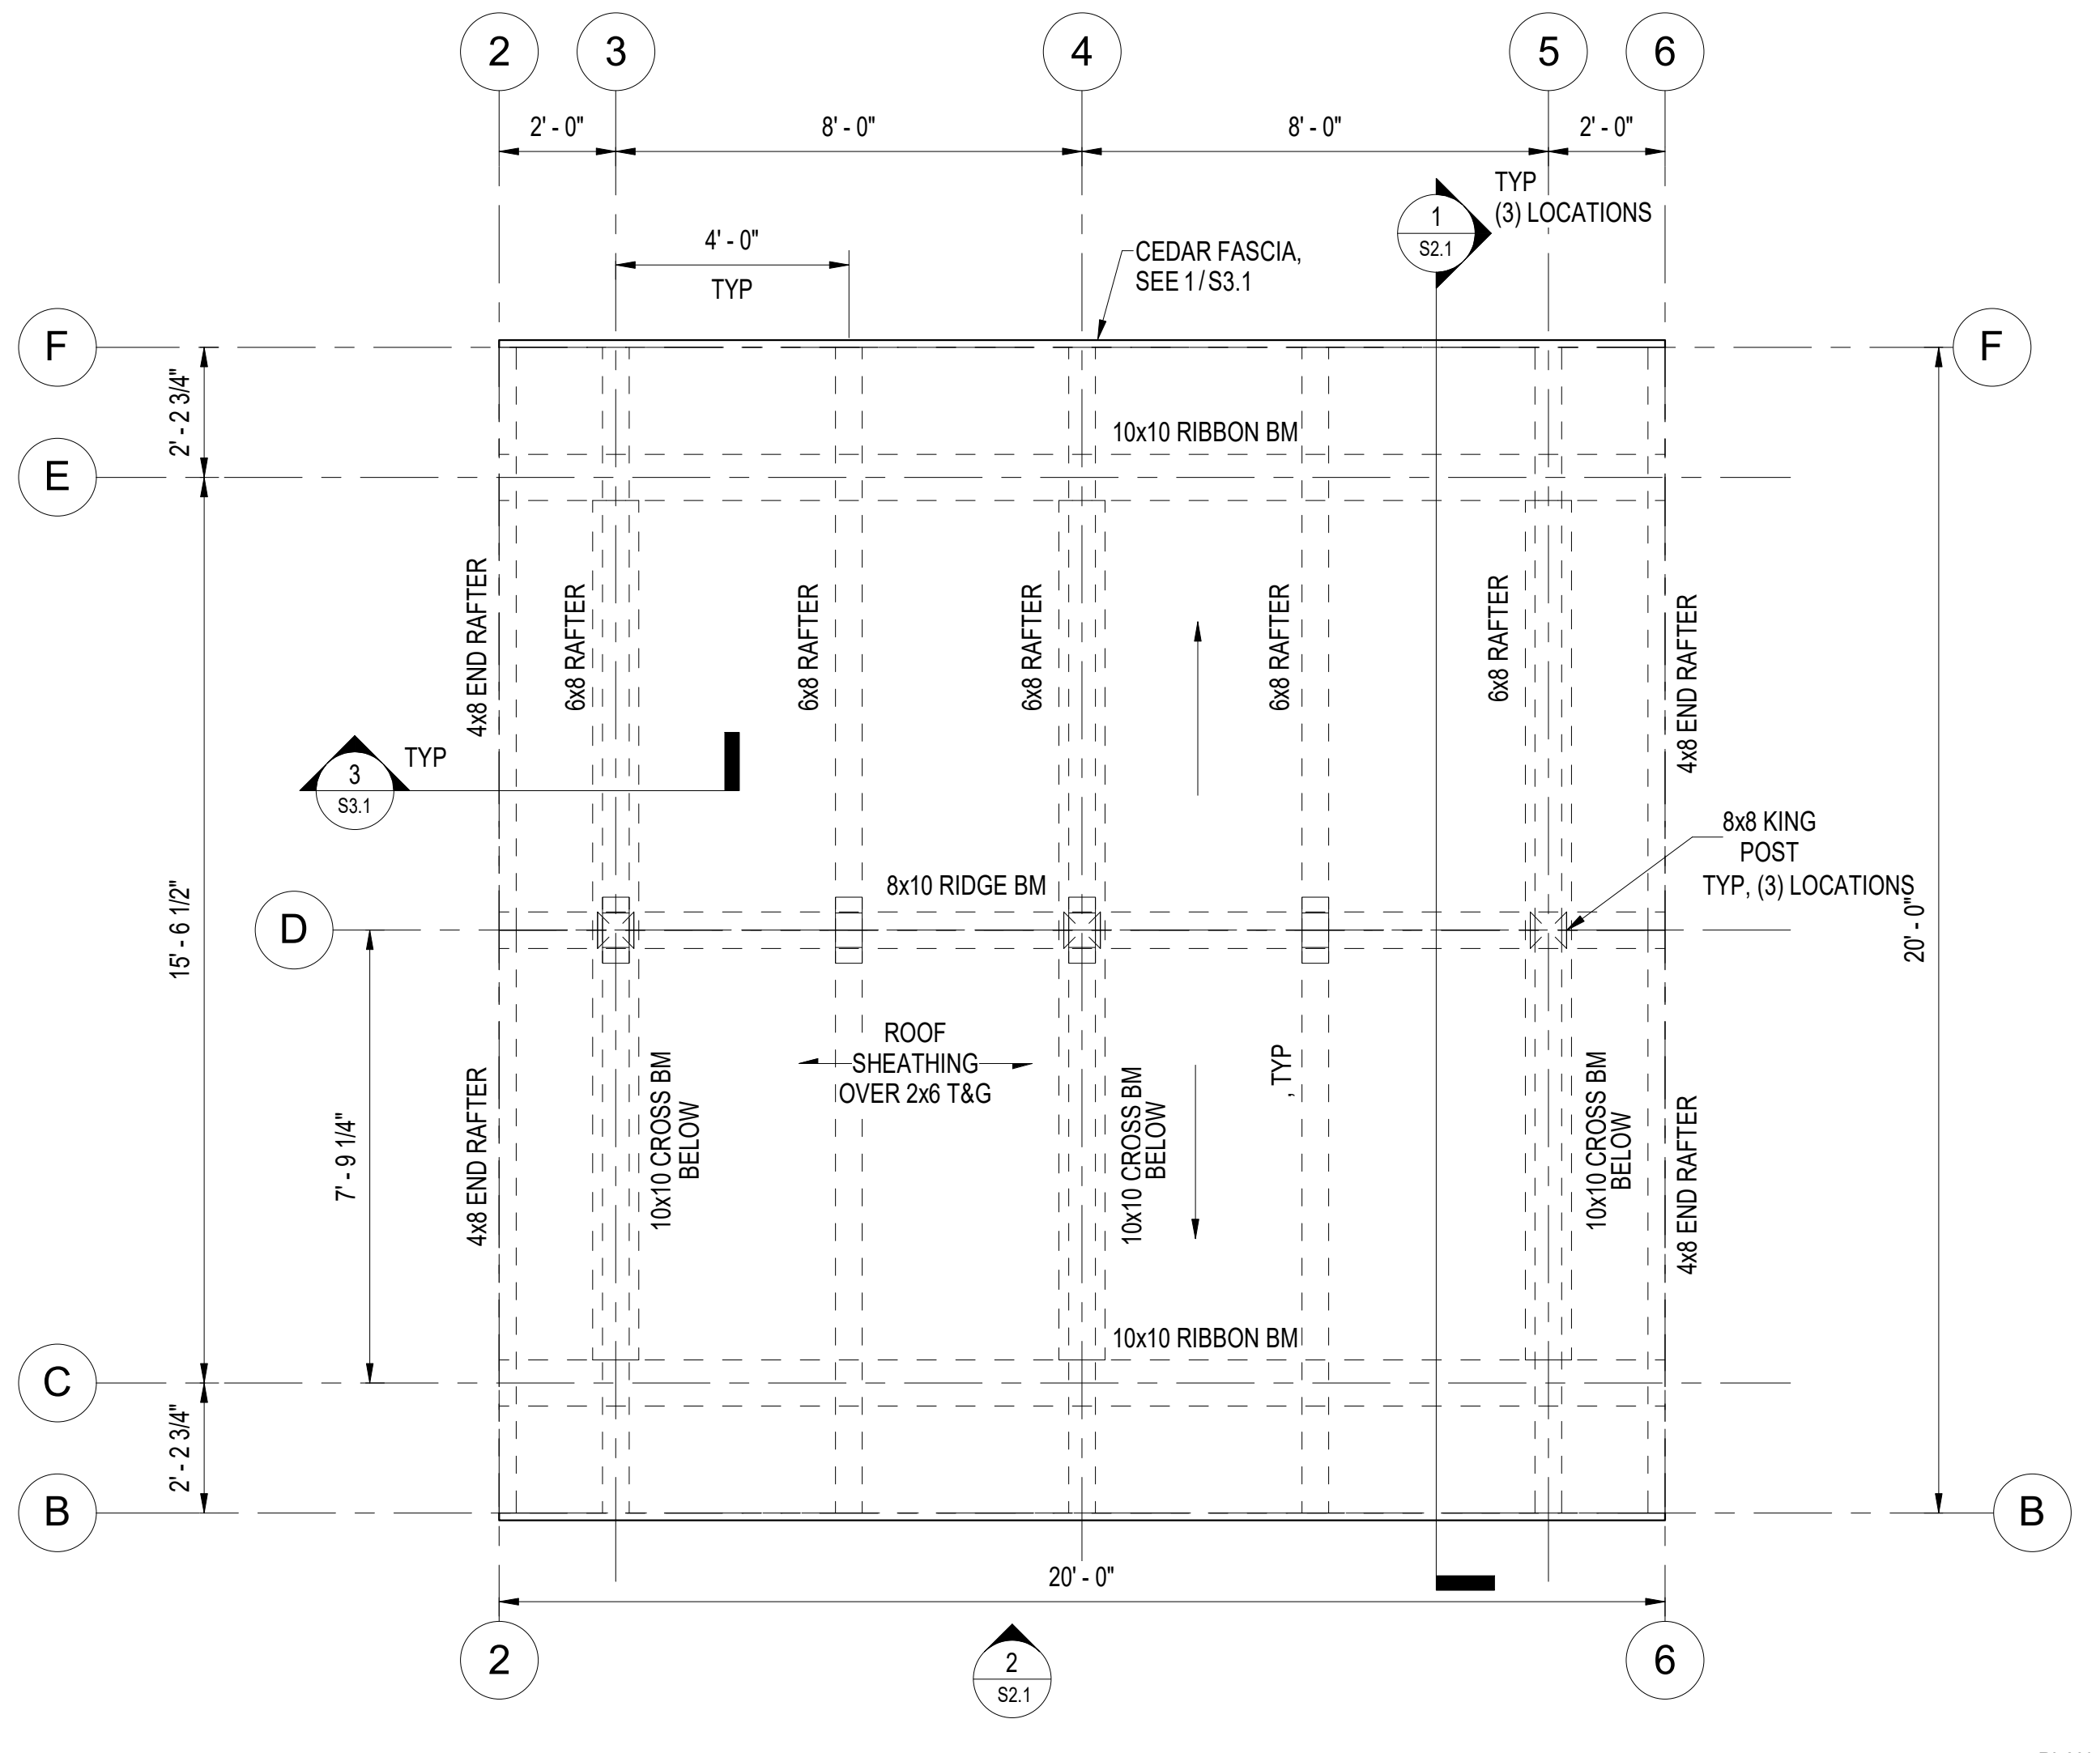 2
3
4
5
6
2' - 0"
8' - 0"
8' - 0"
2' - 0"
TYP
(3) LOCATIONS
1
S2.1
4' - 0"
TYP
CEDAR FASCIA,
SEE 1 / S3.1
F
F
2' - 2 3/4"
10x10 RIBBON BM
E
4x8 END RAFTER
6x8 RAFTER
6x8 RAFTER
6x8 RAFTER
6x8 RAFTER
6x8 RAFTER
4x8 END RAFTER
3
S3.1
TYP
8x8 KING
POST
TYP, (3) LOCATIONS
8x10 RIDGE BM
D
15' - 6 1/2"
20' - 0"
ROOF
SHEATHING
OVER 2x6 T&G
, TYP
7' - 9 1/4"
4x8 END RAFTER
10x10 CROSS BM
BELOW
10x10 CROSS BM
BELOW
10x10 CROSS BM
BELOW
4x8 END RAFTER
10x10 RIBBON BM
C
2' - 2 3/4"
B
B
20' - 0"
2
6
2
S2.1